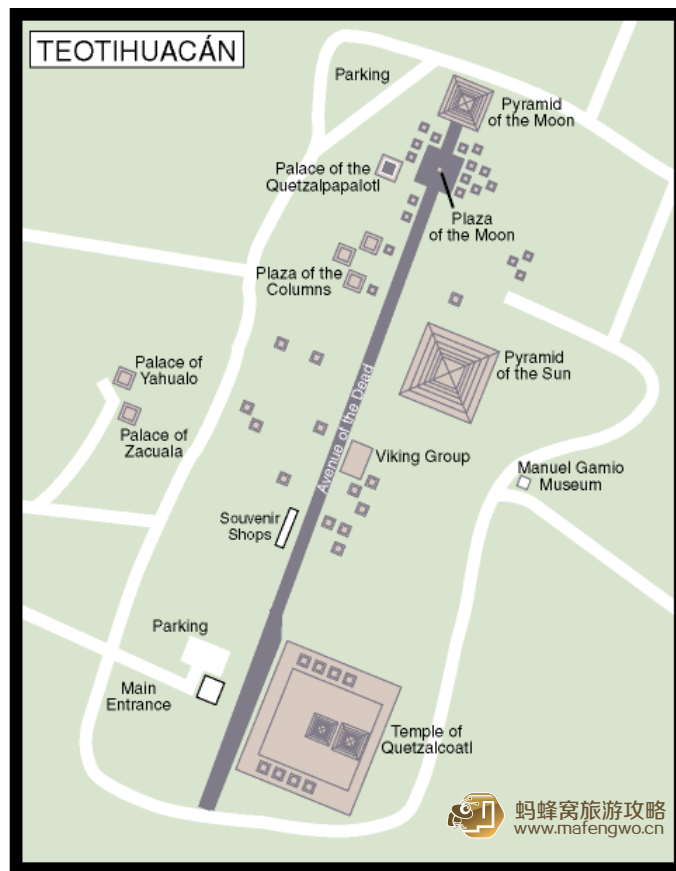 TEOTIHUACÁN
Parking
Pyramid
of the Moon
Palace of the
Quetzalpapalotl
Plaza
of the Moon
Plaza of the
Columns
Palace of
Yahualo
Pyramid
of the Sun
Avenue of the Dead
Palace of
Zacuala
Viking Group
Manuel Gamio
Museum
Souvenir
Shops
Parking
Main
Entrance
Temple of
Quetzalcoatl
蚂蜂窝旅游攻略
www.mafengwo.cn